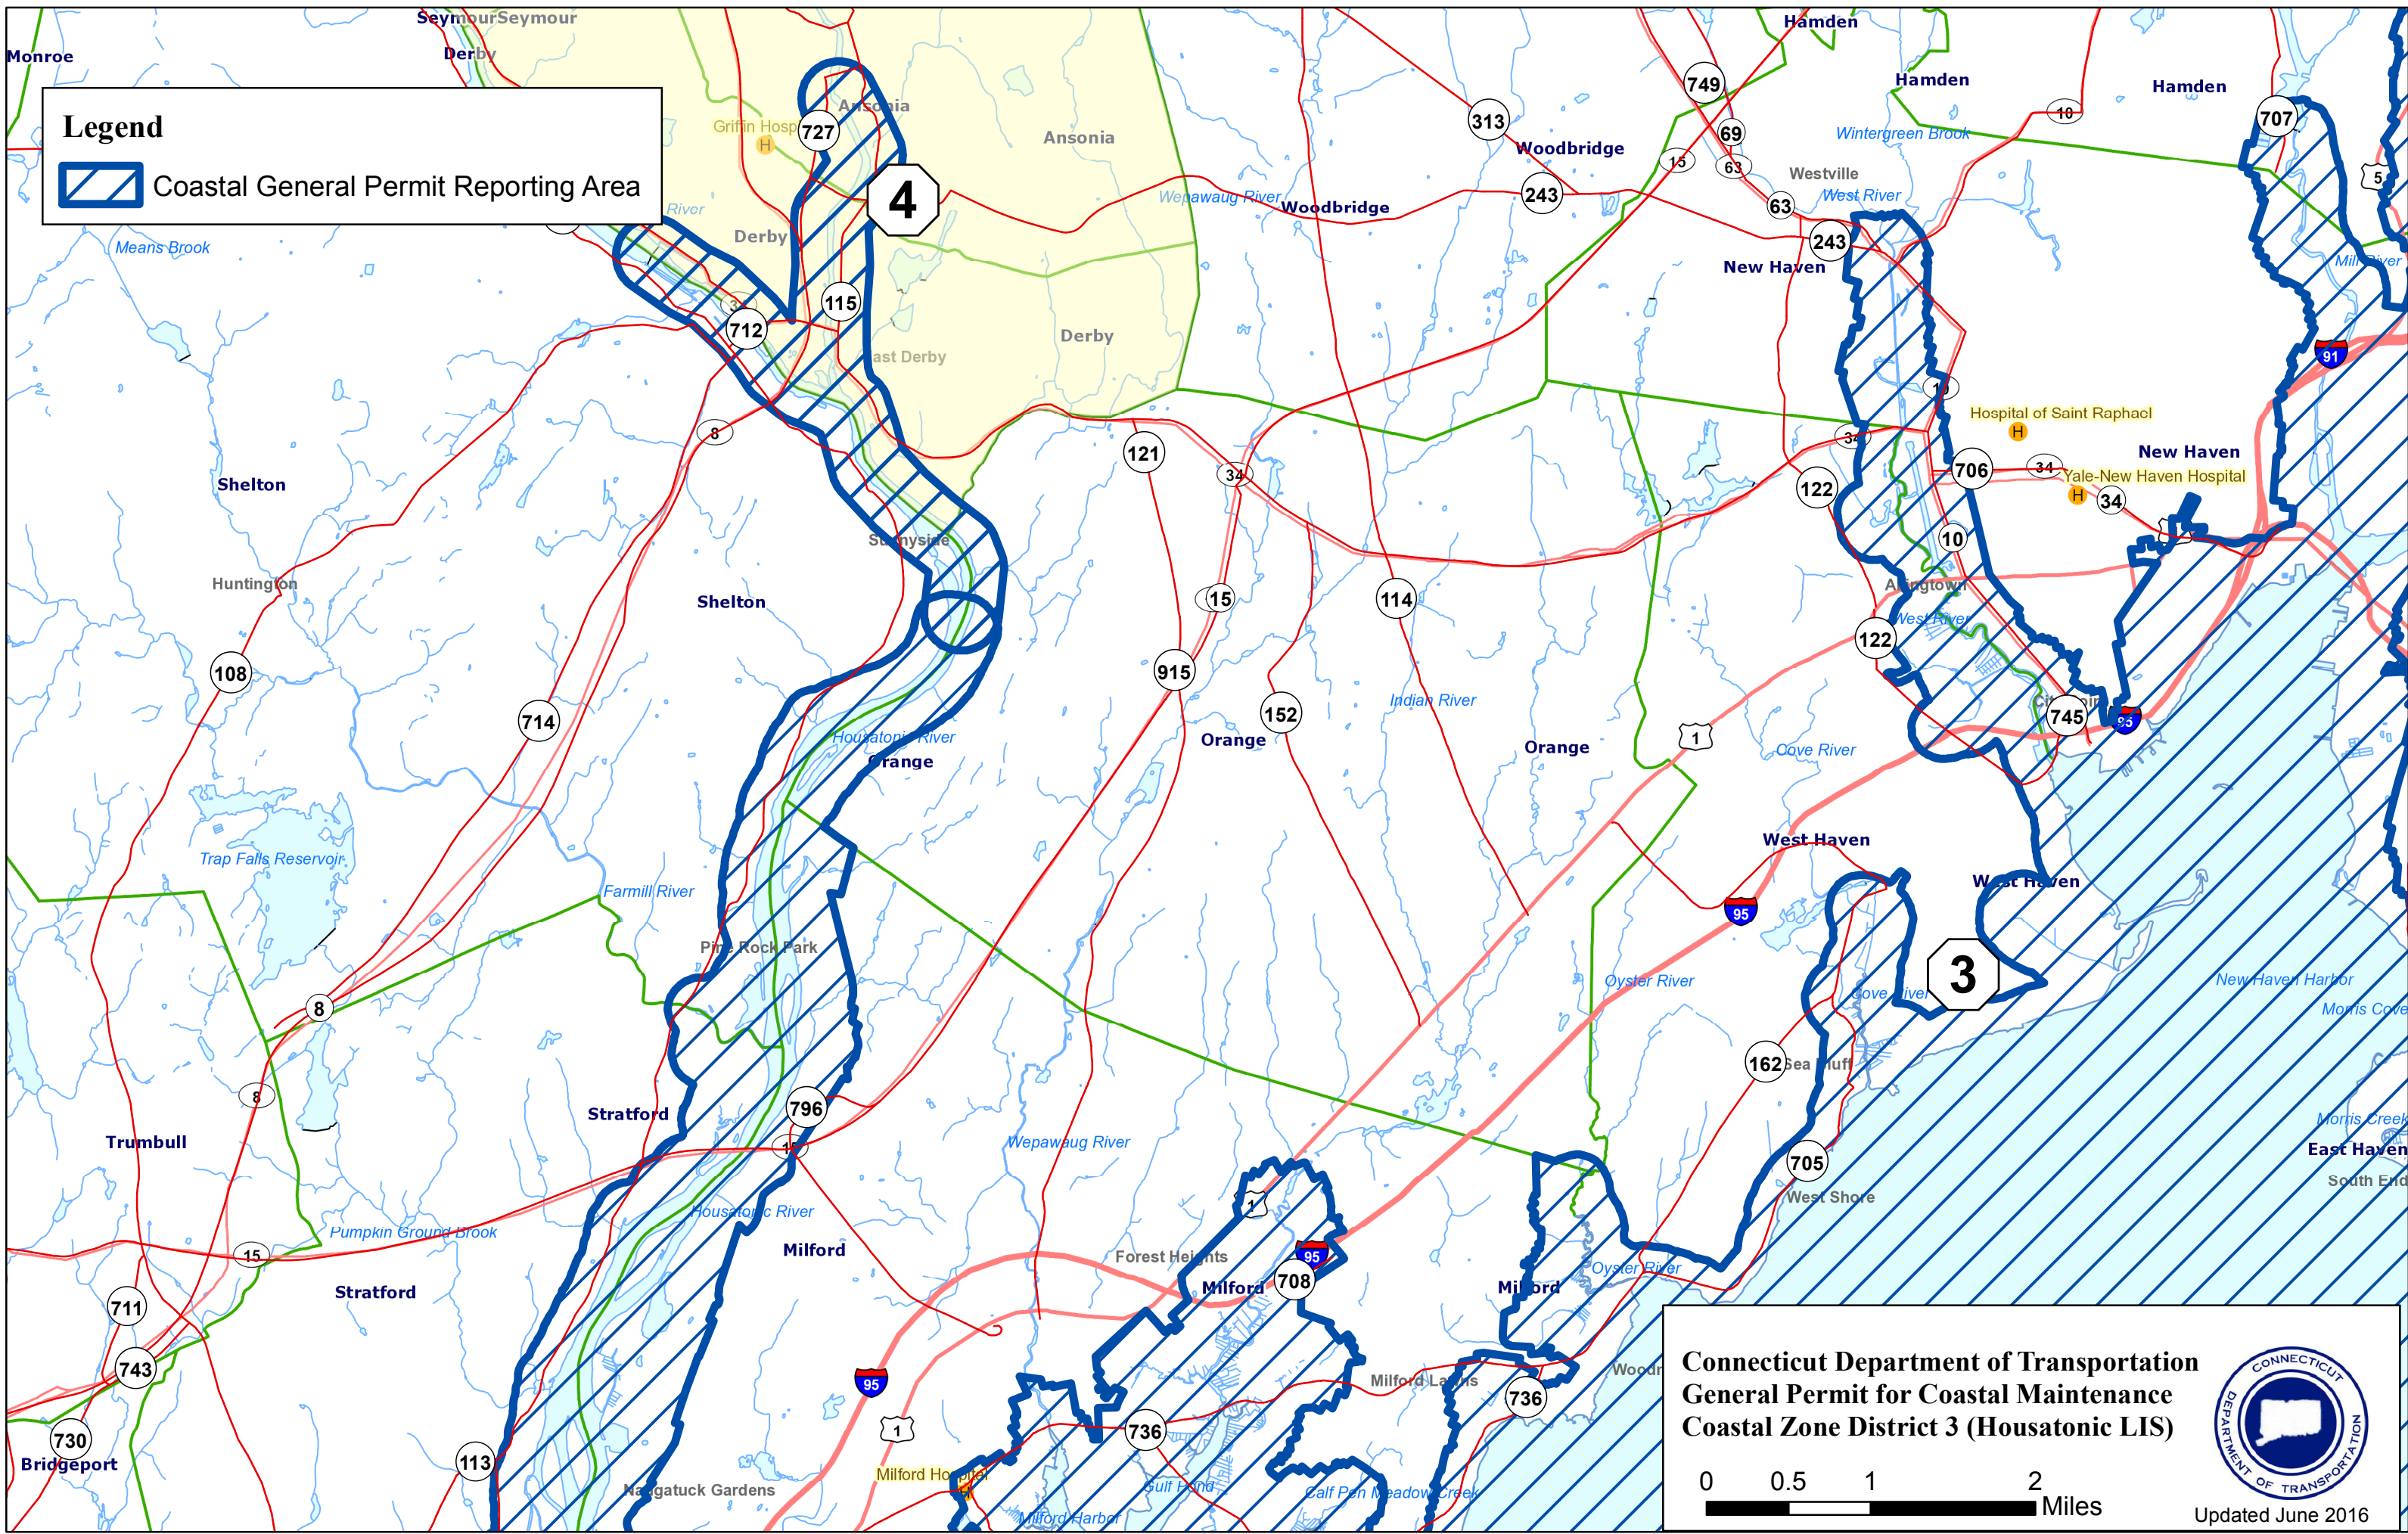 Seymour
Seymour
Hamden
Monroe
Derby
Hamden
Hamden
749
707
Ansonia
Griffin Hosp
H
727
Ansonia
313
69
10
Wintergreen Brook
Legend
Coastal General Permit Reporting Area
Woodbridge
15
63
Westville
5
4
Wepawaug River
Woodbridge
243
63
West River
River
Derby
243
Means Brook
New Haven
Mill River
115
712
Derby
ast Derby
91
10
Hospital of Saint Raphael
H
8
121
34
34
706
34
New Haven
Yale-New Haven Hospital
H
34
Shelton
122
Sunnyside
10
Huntington
Allingtown
Shelton
15
114
West River
122
108
915
714
152
Indian River
745
95
Housatonic River
Orange
Orange
Orange
1
Cove River
Trap Falls Reservoir
West Haven
Farmill River
West Haven
95
Pine Rock Park
3
Oyster River
Cove River
New Haven Harbor
8
Morris Cove
162
Sea Bluff
8
796
Stratford
Morris Creek
Trumbull
Wepawaug River
East Haven
705
South End
West Shore
Housatonic River
1
Pumpkin Ground Brook
Milford
Forest Heights
95
15
Oyster River
708
Milford
Milford
Stratford
711
743
95
Milford Lawns
736
Connecticut Department of Transportation
General Permit for Coastal Maintenance
Coastal Zone District 3 (Housatonic LIS)
CONNECTICUT
DEPARTMENT OF TRANSPORTATION
1
736
730
Bridgeport
113
Milford Hospital
H
Naugatuck Gardens
Gulf Pond
Calf Pen Meadow Creek
Milford Harbor
0 0.5 1 2
Miles
Updated June 2016